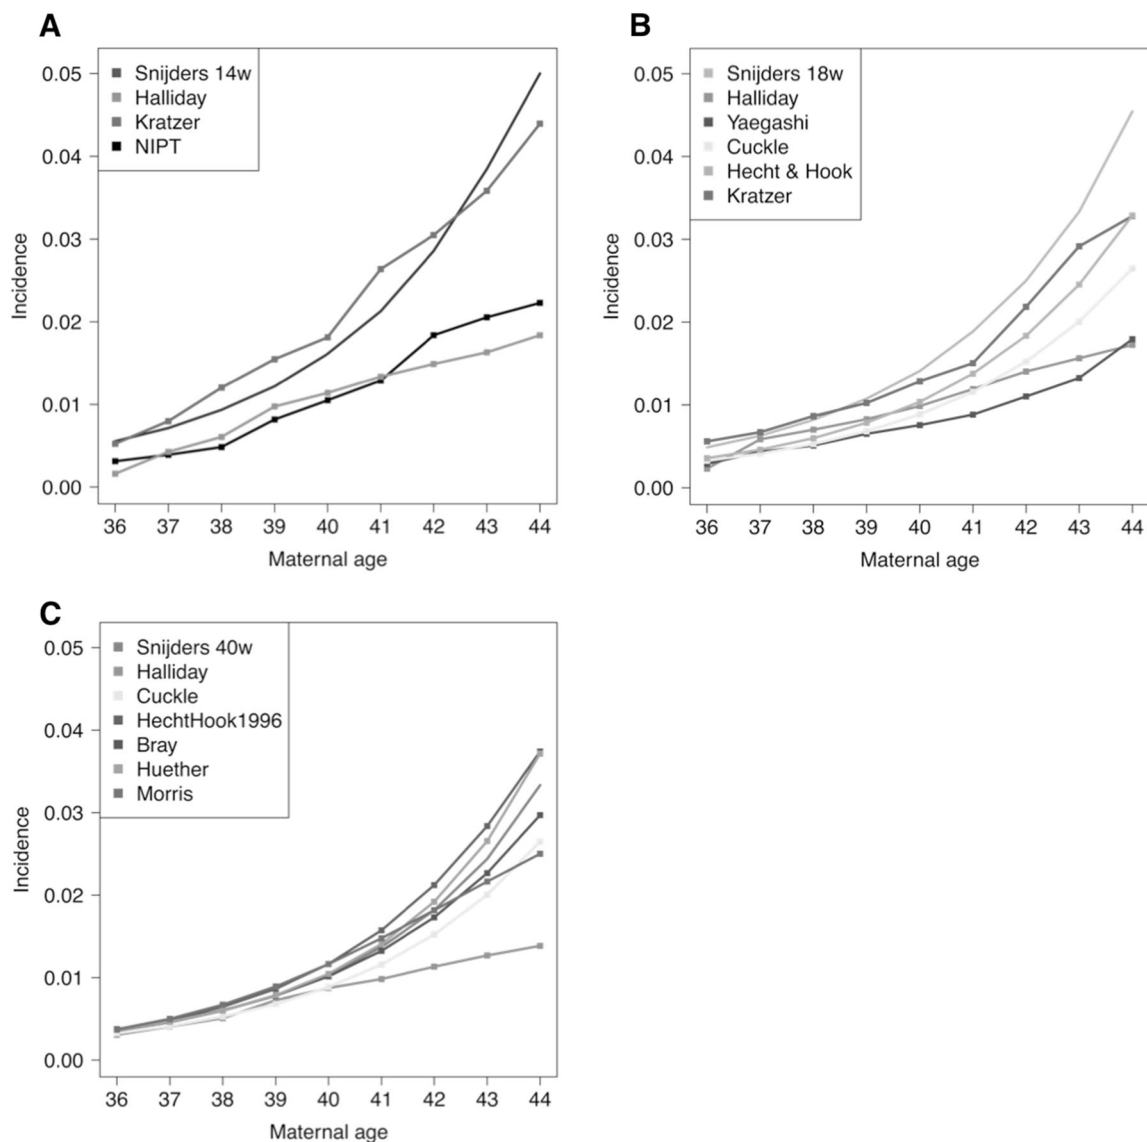 A
Snijders 14w
Halliday
Kratzer
NIPT
0.05
0.04
0.03
0.02
0.01
0.00
Incidence
36 37 38 39 40 41 42 43 44
Maternal age
B
Snijders 18w
Halliday
Yaegashi
Cuckle
Hecht & Hook
Kratzer
0.05
0.04
0.03
0.02
0.01
0.00
Incidence
36 37 38 39 40 41 42 43 44
Maternal age
C
Snijders 40w
Halliday
Cuckle
HechtHook1996
Bray
Huether
Morris
0.05
0.04
0.03
0.02
0.01
0.00
Incidence
36 37 38 39 40 41 42 43 44
Maternal age